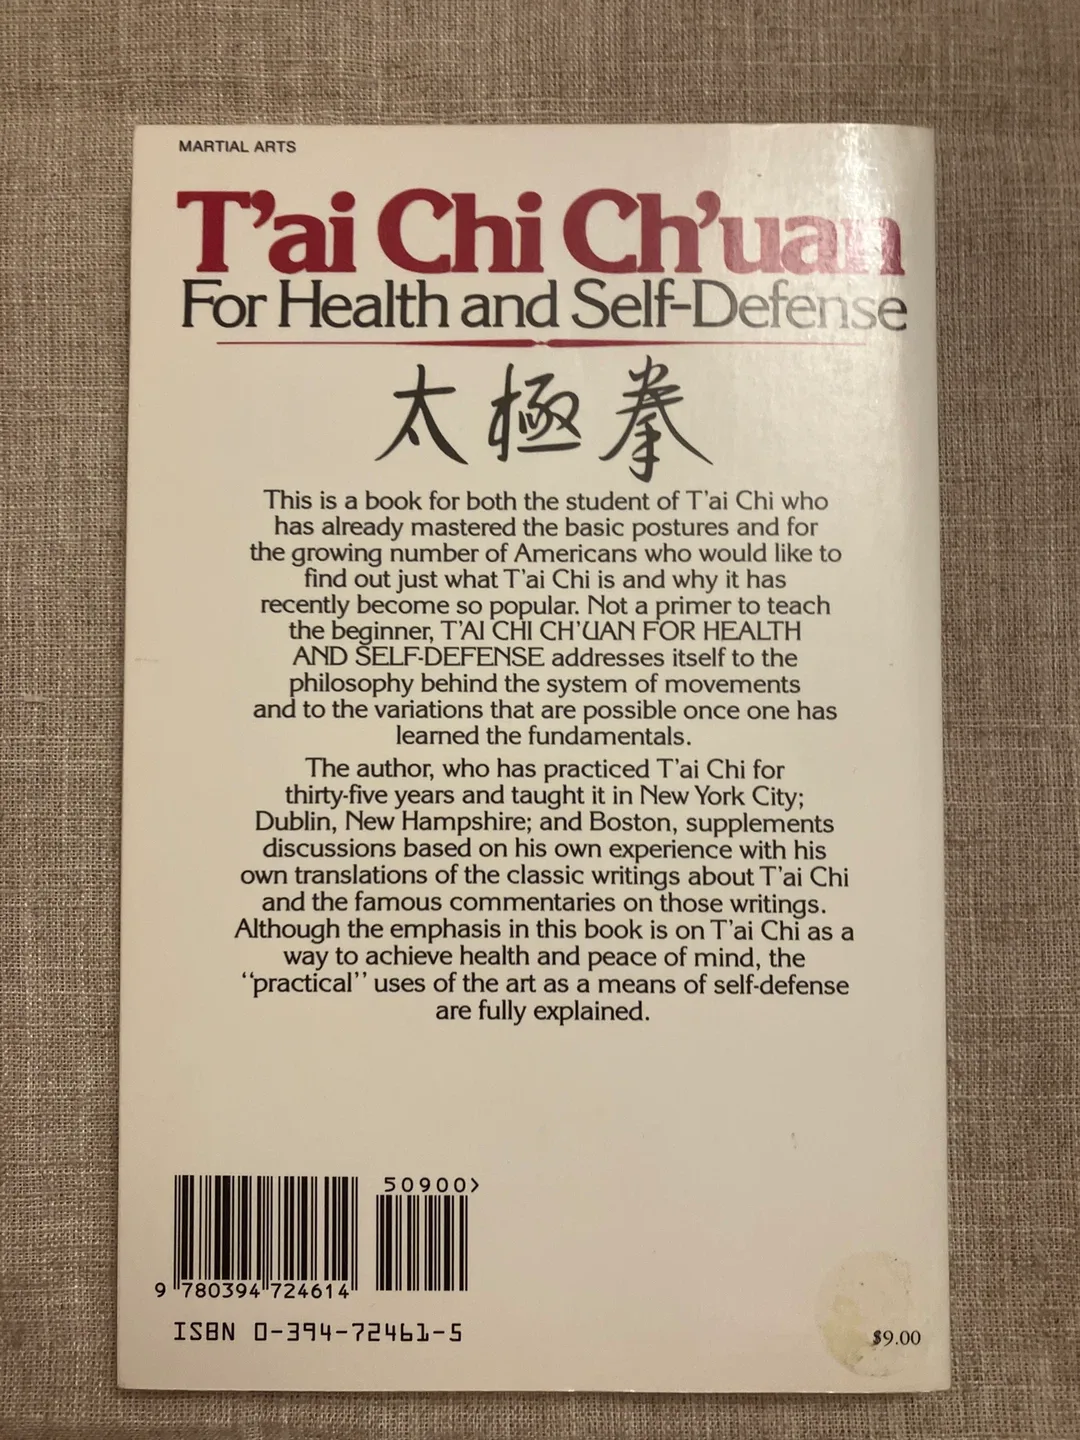 MARTIAL ARTS
T'ai Chi Ch'uan
For Health and Self-Defense
太極拳
This is a book for both the student of T'ai Chi who
has already mastered the basic postures and for
the growing number of Americans who would like to
find out just what T'ai Chi is and why it has
recently become so popular. Not a primer to teach
the beginner, T'AI CHI CH'UAN FOR HEALTH
AND SELF-DEFENSE addresses itself to the
philosophy behind the system of movements
and to the variations that are possible once one has
learned the fundamentals.
The author, who has practiced T'ai Chi for
thirty-five years and taught it in New York City;
Dublin, New Hampshire; and Boston, supplements
discussions based on his own experience with his
own translations of the classic writings about T'ai Chi
and the famous commentaries on those writings.
Although the emphasis in this book is on T'ai Chi as a
way to achieve health and peace of mind, the
"practical" uses of the art as a means of self-defense
are fully explained.
50900>
9 780394 724614
ISBN 0-394-72461-5
$9.00